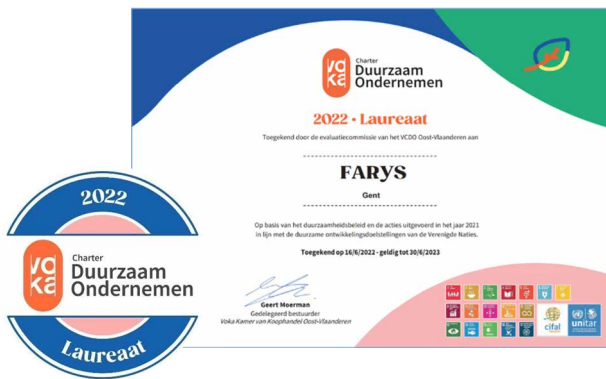 VOKA
Charter
Duurzaam
Ondernemen
2022 • Laureaat
Toegekend door de evaluatiecommissie van het VCDO Oost-Vlaanderen aan
FARYS
Gent
Op basis van het duurzaamheidsbeleid en de acties uitgevoerd in het jaar 2021
in lijn met de duurzame ontwikkelingsdoelstellingen van de Verenigde Naties.
Toegekend op 16/6/2022 - geldig tot 30/6/2023
Geert Moerman
Gedelegeerd bestuurder
Voka Kamer van Koophandel Oost-Vlaanderen
cifal
unitar
2022
VOKA
Charter
Duurzaam
Ondernemen
Laureaat